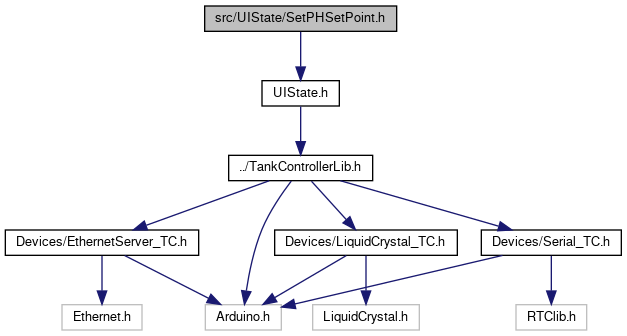 src/UIState/SetPHSetPoint.h
UIState.h
../TankControllerLib.h
Devices/EthernetServer_TC.h
Devices/LiquidCrystal_TC.h
Devices/Serial_TC.h
Ethernet.h
Arduino.h
LiquidCrystal.h
RTClib.h